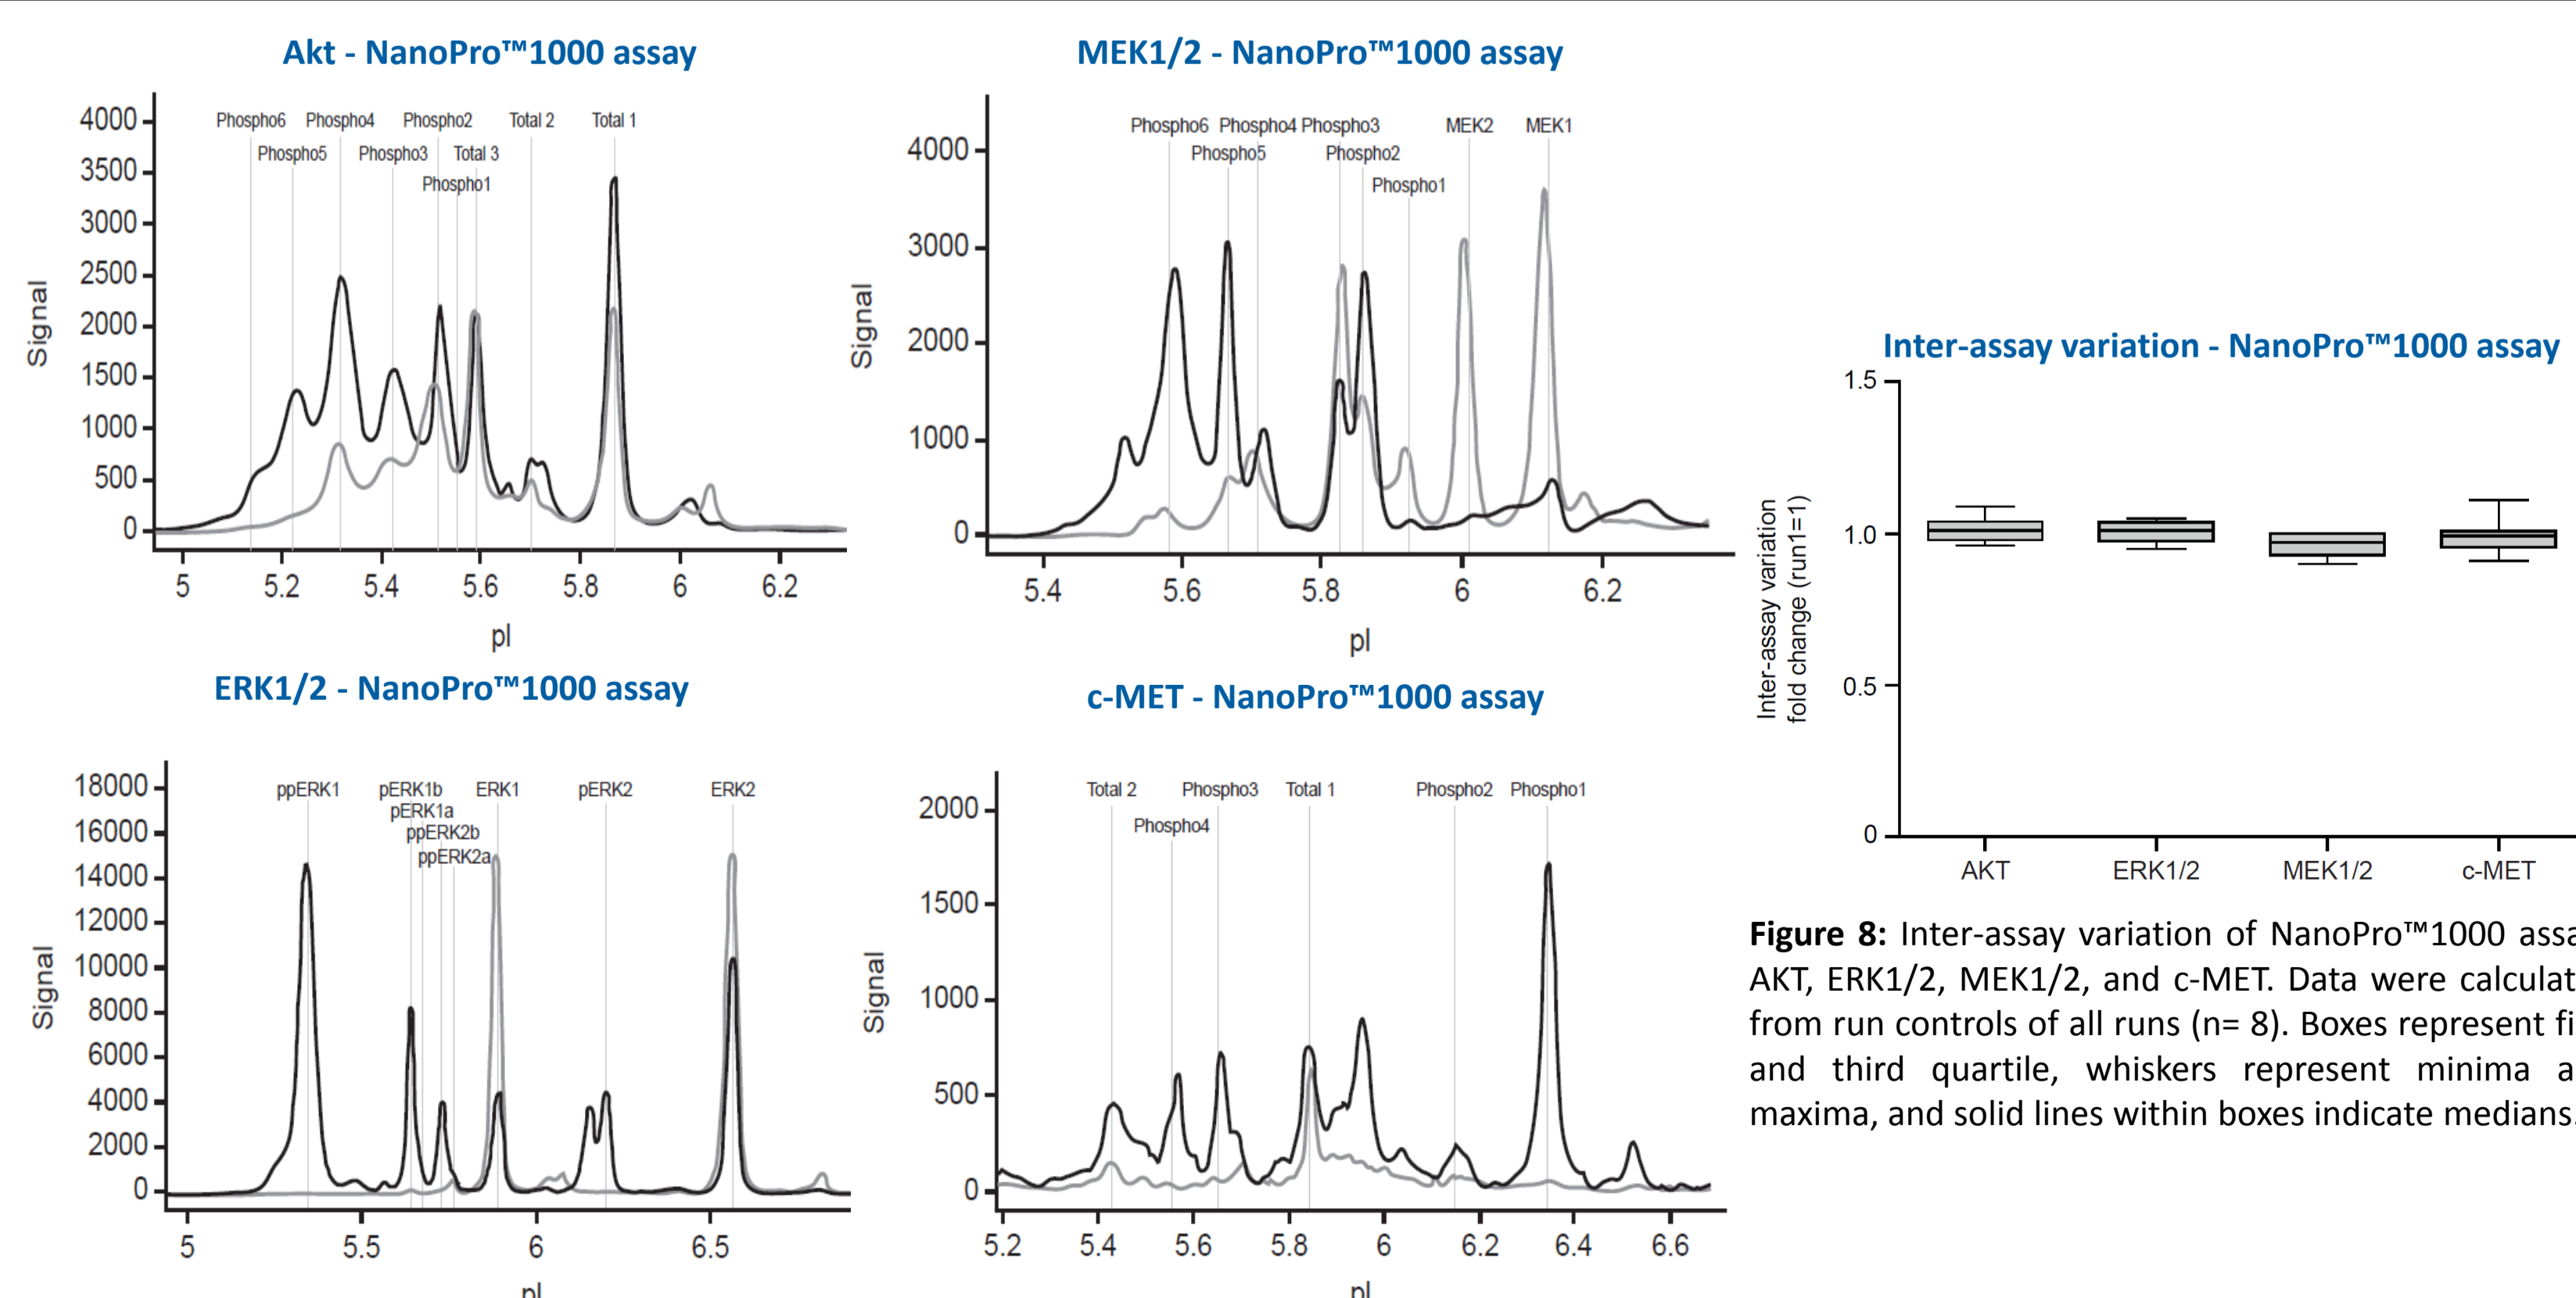 Akt - NanoPro™1000 assay
4000
3500
3000
2500
2000
1500
1000
500
0
Signal
Phospho6 Phospho4 Phospho2 Total 2 Total 1
Phospho5 Phospho3 Total 3
Phospho1
5 5.2 5.4 5.6 5.8 6 6.2
pI
MEK1/2 - NanoPro™1000 assay
4000
3000
2000
1000
0
Signal
Phospho6 Phospho4 Phospho3 MEK2 MEK1
Phospho5 Phospho2
Phospho1
5.4 5.6 5.8 6 6.2
pI
ERK1/2 - NanoPro™1000 assay
18000
16000
14000
12000
10000
8000
6000
4000
2000
0
Signal
ppERK1 pERK1b ERK1 pERK2 ERK2
pERK1a
ppERK2b
ppERK2a
5 5.5 6 6.5
pI
c-MET - NanoPro™1000 assay
2000
1500
1000
500
0
Signal
Total 2 Phospho3 Total 1 Phospho2 Phospho1
Phospho4
5.2 5.4 5.6 5.8 6 6.2 6.4 6.6
pI
Inter-assay variation - NanoPro™1000 assay
1.5
1.0
0.5
0
Inter-assay variation
fold change (run1=1)
AKT ERK1/2 MEK1/2 c-MET
Figure 8: Inter-assay variation of NanoPro™1000
AKT, ERK1/2, MEK1/2, and c-MET. Data were
from run controls of all runs (n= 8). Boxes represent
and third quartile, whiskers represent minima
maxima, and solid lines within boxes indicate medians.